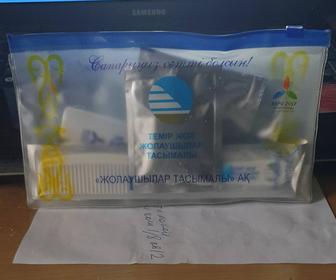 SAMSUNG
Сапарыңыз сәтті болсын!
ТЕМІР ЖОЛ
ЖОЛАУШЫЛАР
ТАСЫМАЛЫ
«ЖОЛАУШЫЛАР ТАСЫМАЛЫ» АҚ